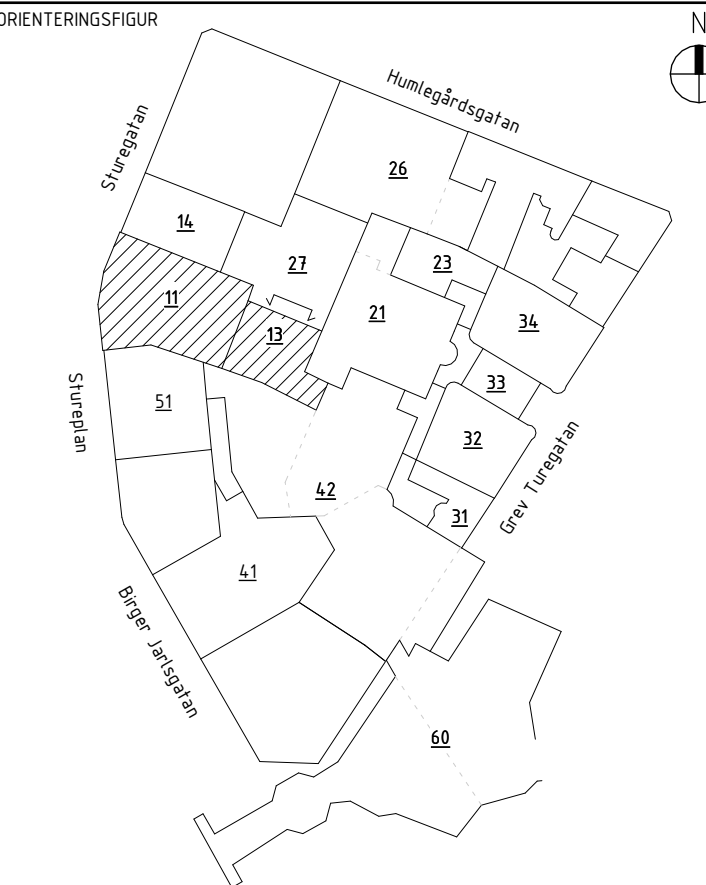 ORIENTERINGSFIGUR
N
Humlegårdsgatan
Sturegatan
26
14
27
23
11
21
13
34
Stureplan
51
33
32
Grev Turegatan
42
31
41
Birger Jarlsgatan
60